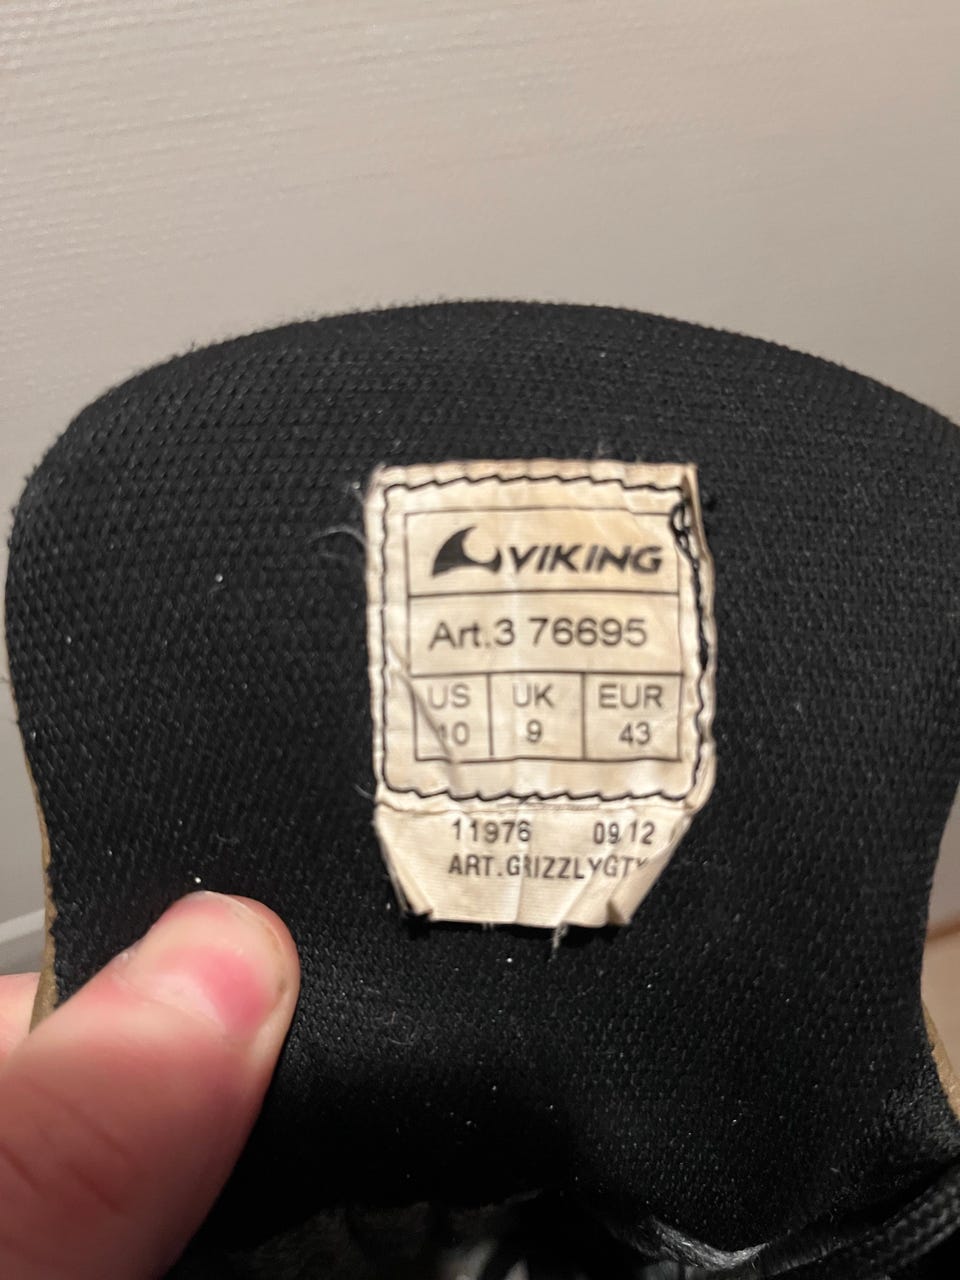 VIKING
Art.3 76695
US UK EUR
10 9 43
11976 09/12
ART.GRIZZLYGTX